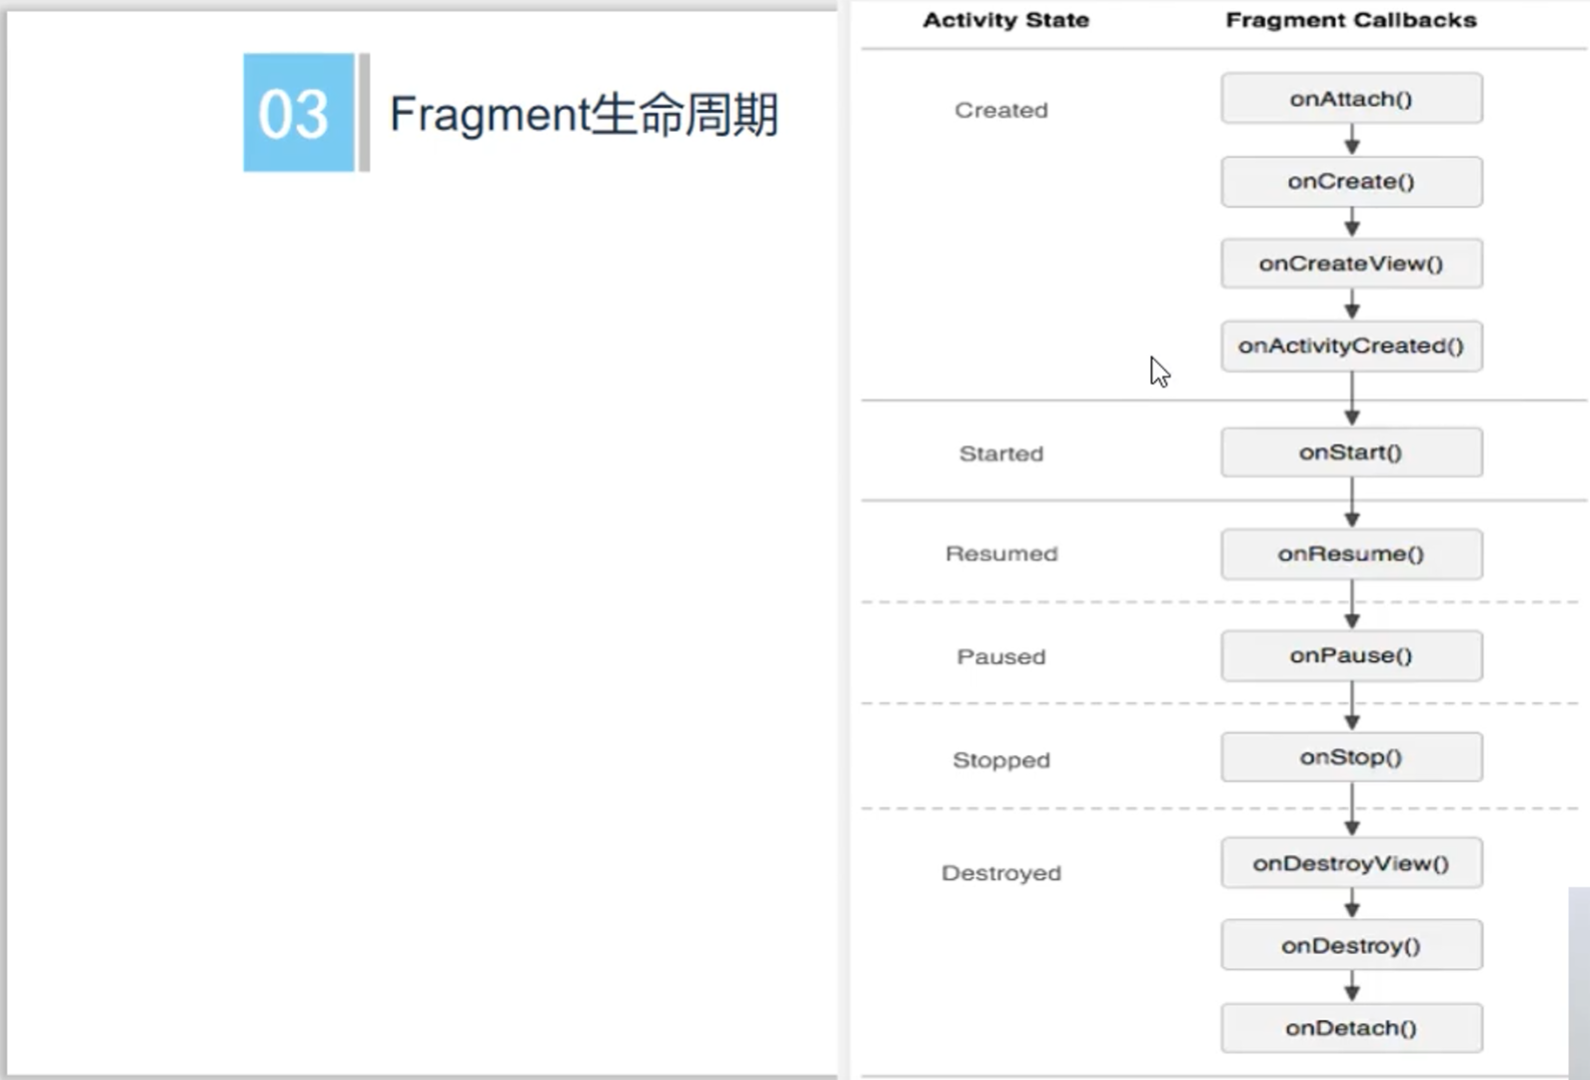 03
Fragment生命周期
Activity State
Fragment Callbacks
Created
onAttach()
onCreate()
onCreateView()
onActivityCreated()
Started
onStart()
Resumed
onResume()
Paused
onPause()
Stopped
onStop()
Destroyed
onDestroyView()
onDestroy()
onDetach()